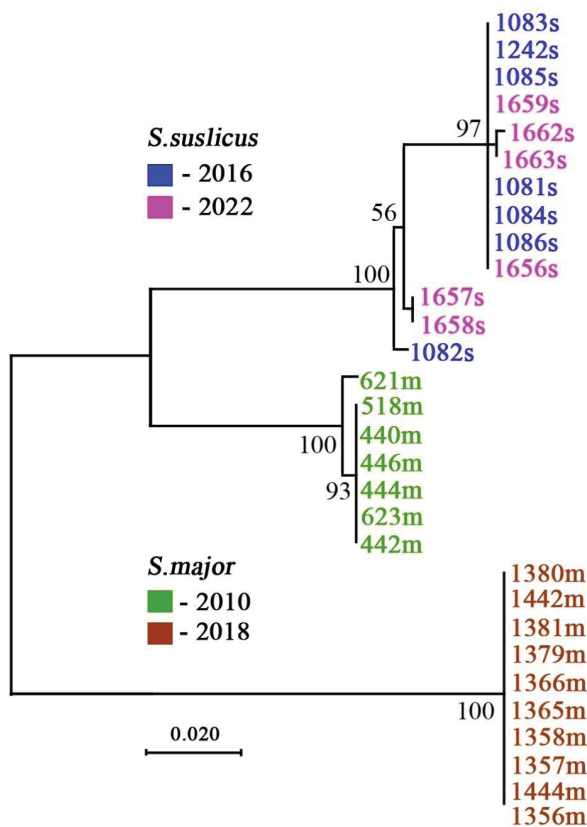 1083s
1242s
1085s
1659s
97
1662s
1663s
1081s
1084s
1086s
1656s
S.suslicus
- 2016
- 2022
56
100
1657s
1658s
1082s
621m
518m
440m
100
446m
444m
93
623m
442m
S.major
- 2010
- 2018
1380m
1442m
1381m
1379m
1366m
1365m
100
1358m
1357m
1444m
1356m
0.020